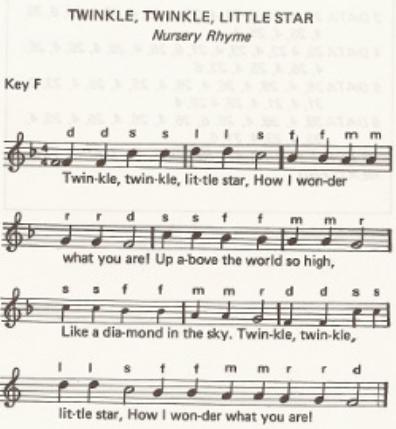 TWINKLE, TWINKLE, LITTLE STAR
Nursery Rhyme
Key F
d d s s l l s f f m m
Twin-kle, twin-kle, lit-tle star, How I won-der
r r d s s f f m m r
what you are! Up a-bove the world so high,
s s f f m m r d d s s
Like a dia-mond in the sky. Twin-kle, twin-kle,
l l s f f m m r r d
lit-tle star, How I won-der what you are!